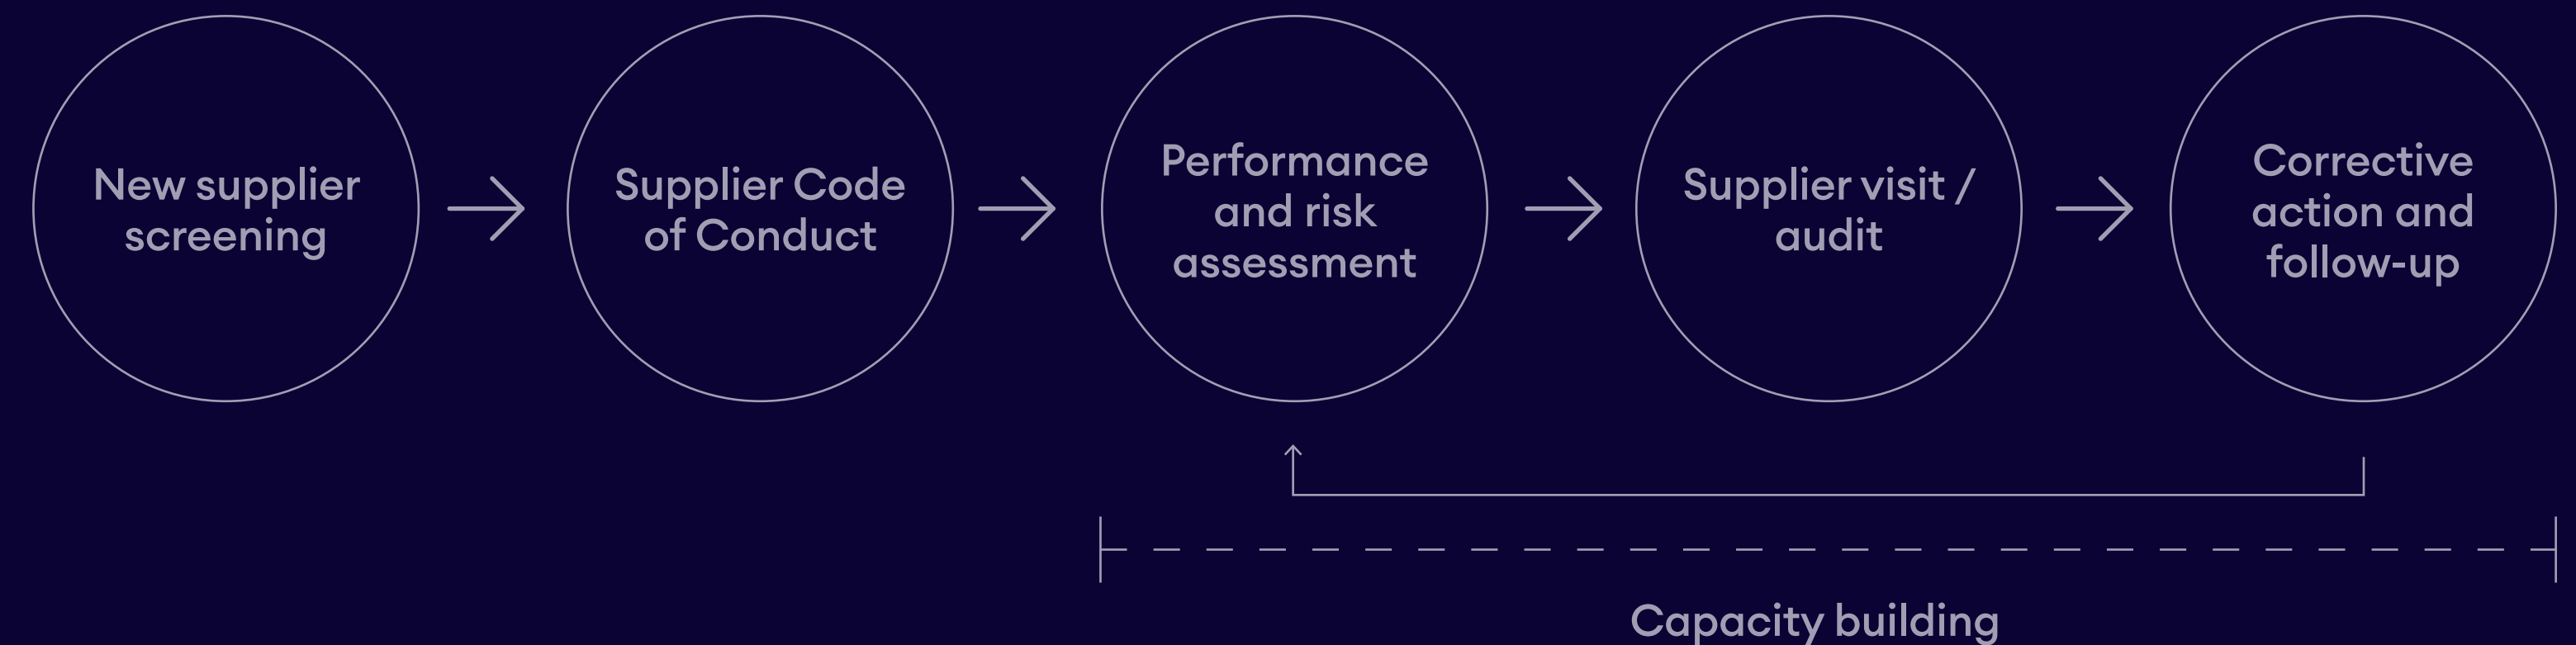 New supplier
screening
Supplier Code
of Conduct
Performance
and risk
assessment
Supplier visit /
audit
Corrective
action and
follow-up
Capacity building